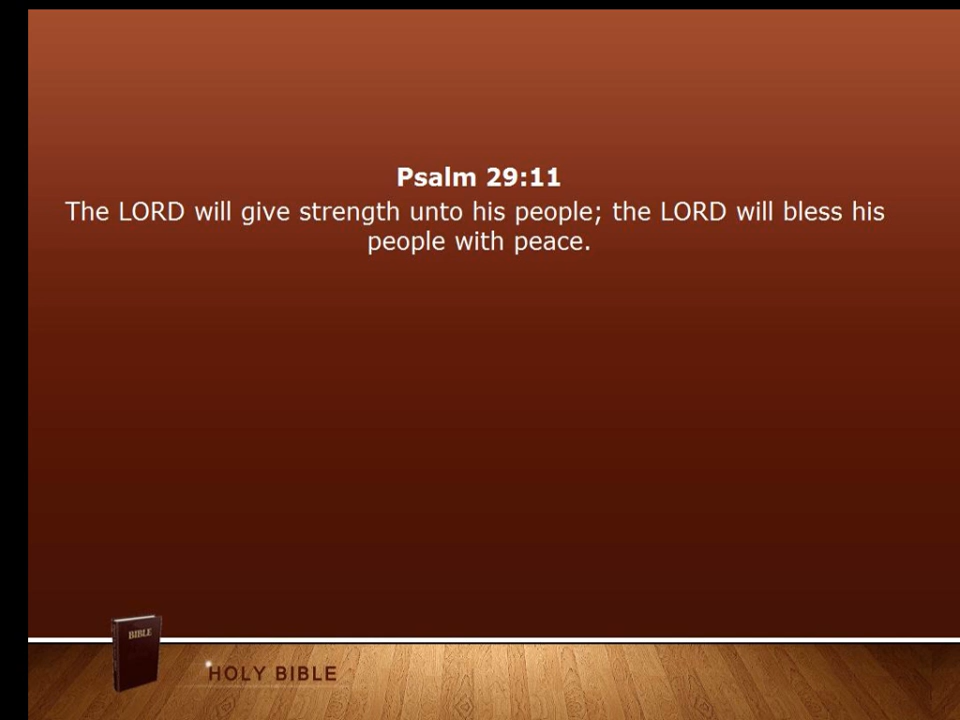 Psalm 29:11
The LORD will give strength unto his people; the LORD will bless his
people with peace.
BIBLE
HOLY BIBLE